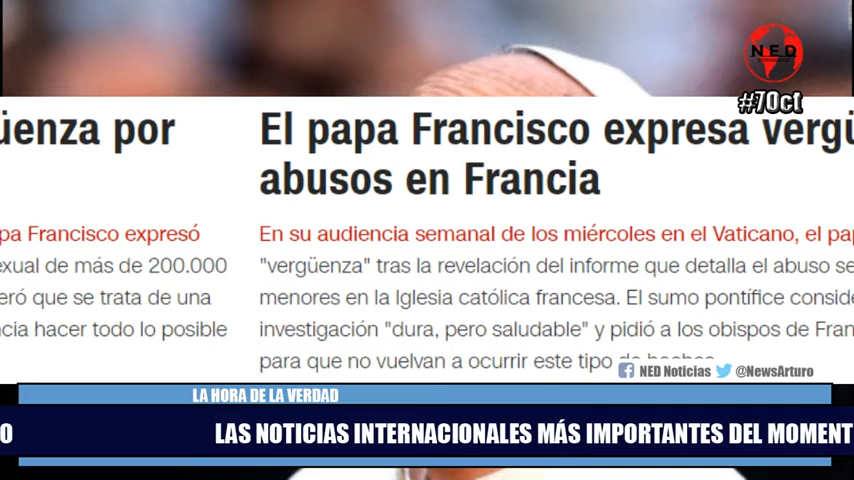 NED
#7Oct
üenza por
El papa Francisco expresa vergü
abusos en Francia
pa Francisco expresó
En su audiencia semanal de los miércoles en el Vaticano, el pap
exual de más de 200.000
"vergüenza" tras la revelación del informe que detalla el abuso se
eró que se trata de una
menores en la Iglesia católica francesa. El sumo pontífice conside
ncia hacer todo lo posible
investigación "dura, pero saludable" y pidió a los obispos de Fran
para que no vuelvan a ocurrir este tipo de hechos
NED Noticias @NewsArturo
LA HORA DE LA VERDAD
O LAS NOTICIAS INTERNACIONALES MÁS IMPORTANTES DEL MOMENT